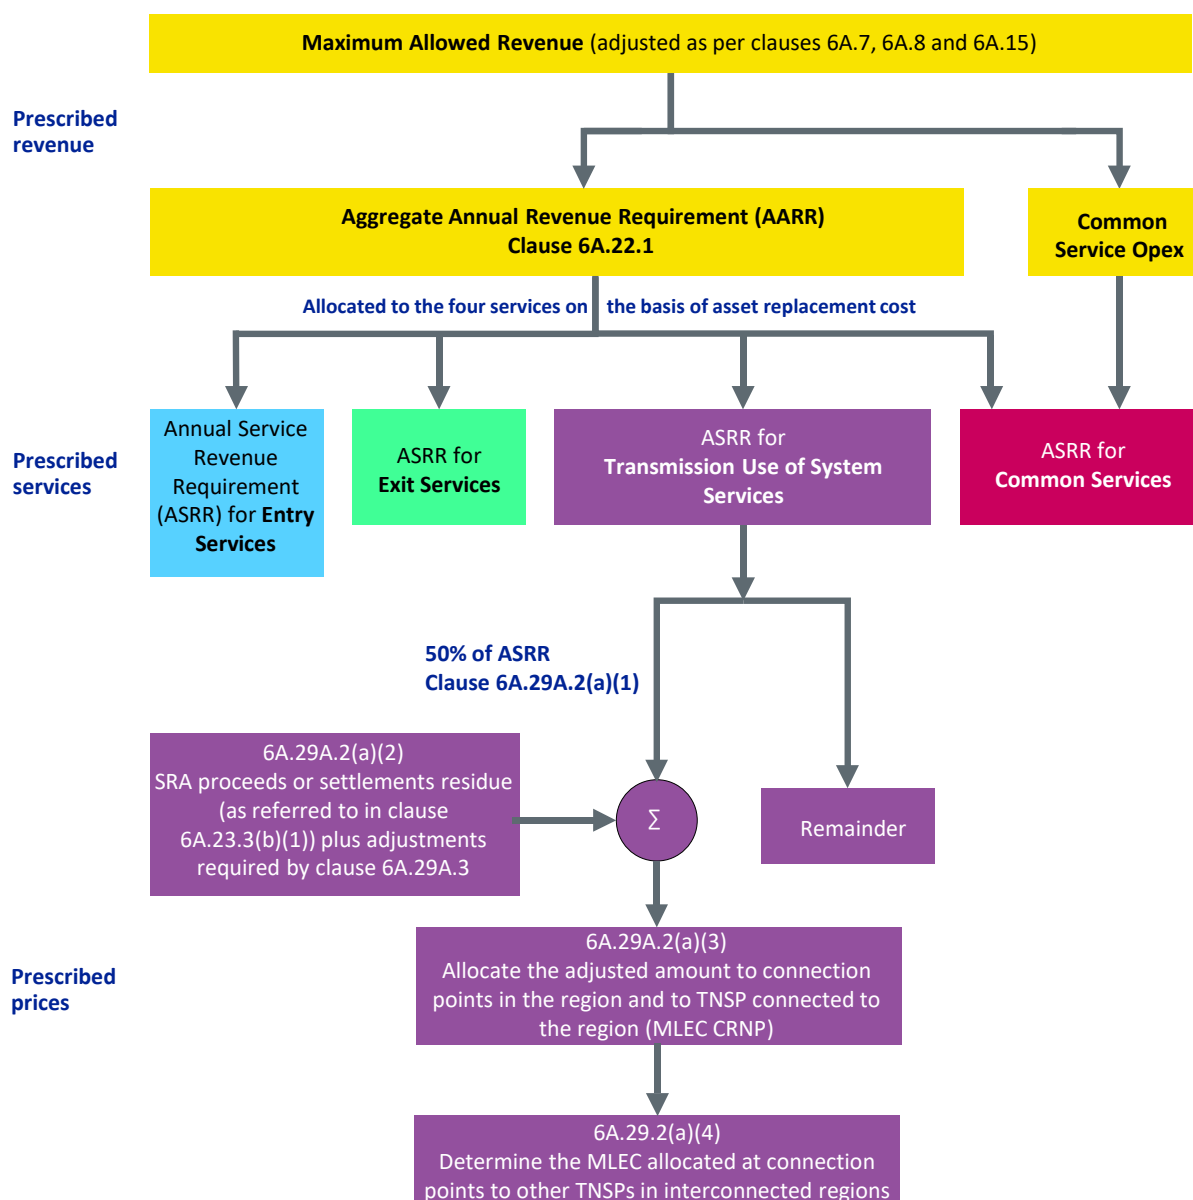 Maximum Allowed Revenue (adjusted as per clauses 6A.7, 6A.8 and 6A.15)
Prescribed
revenue
Aggregate Annual Revenue Requirement (AARR)
Clause 6A.22.1
Common
Service Opex
Allocated to the four services on the basis of asset replacement cost
Prescribed
services
Annual Service
Revenue
Requirement
(ASRR) for Entry
Services
ASRR for
Exit Services
ASRR for
Transmission Use of System
Services
ASRR for
Common Services
50% of ASRR
Clause 6A.29A.2(a)(1)
6A.29A.2(a)(2)
SRA proceeds or settlements residue
(as referred to in clause
6A.23.3(b)(1)) plus adjustments
required by clause 6A.29A.3
Σ
Remainder
Prescribed
prices
6A.29A.2(a)(3)
Allocate the adjusted amount to connection
points in the region and to TNSP connected to
the region (MLEC CRNP)
6A.29.2(a)(4)
Determine the MLEC allocated at connection
points to other TNSPs in interconnected regions